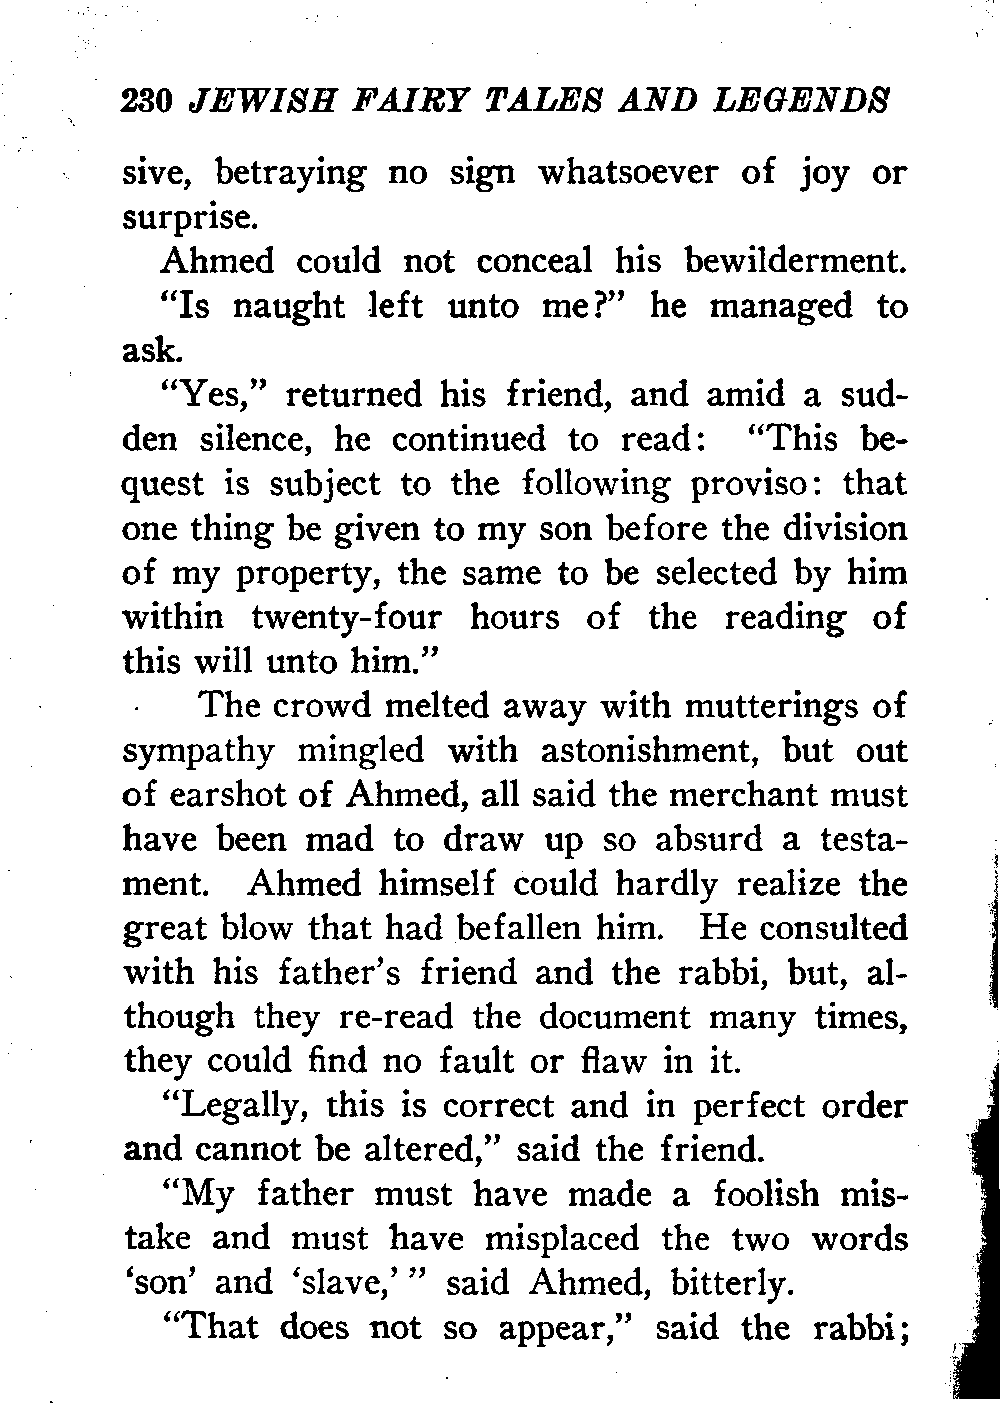 230 JEWISH FAIRY TALES AND LEGENDS
sive, betraying no sign whatsoever of joy or
surprise.
Ahmed could not conceal his bewilderment.
“Is naught left unto me?” he managed to
ask.
“Yes,” returned his friend, and amid a sud-
den silence, he continued to read: “This be-
quest is subject to the following proviso: that
one thing be given to my son before the division
of my property, the same to be selected by him
within twenty-four hours of the reading of
this will unto him.”
The crowd melted away with mutterings of
sympathy mingled with astonishment, but out
of earshot of Ahmed, all said the merchant must
have been mad to draw up so absurd a testa-
ment. Ahmed himself could hardly realize the
great blow that had befallen him. He consulted
with his father’s friend and the rabbi, but, al-
though they re-read the document many times,
they could find no fault or flaw in it.
“Legally, this is correct and in perfect order
and cannot be altered,” said the friend.
“My father must have made a foolish mis-
take and must have misplaced the two words
‘son’ and ‘slave,’ ” said Ahmed, bitterly.
“That does not so appear,” said the rabbi;